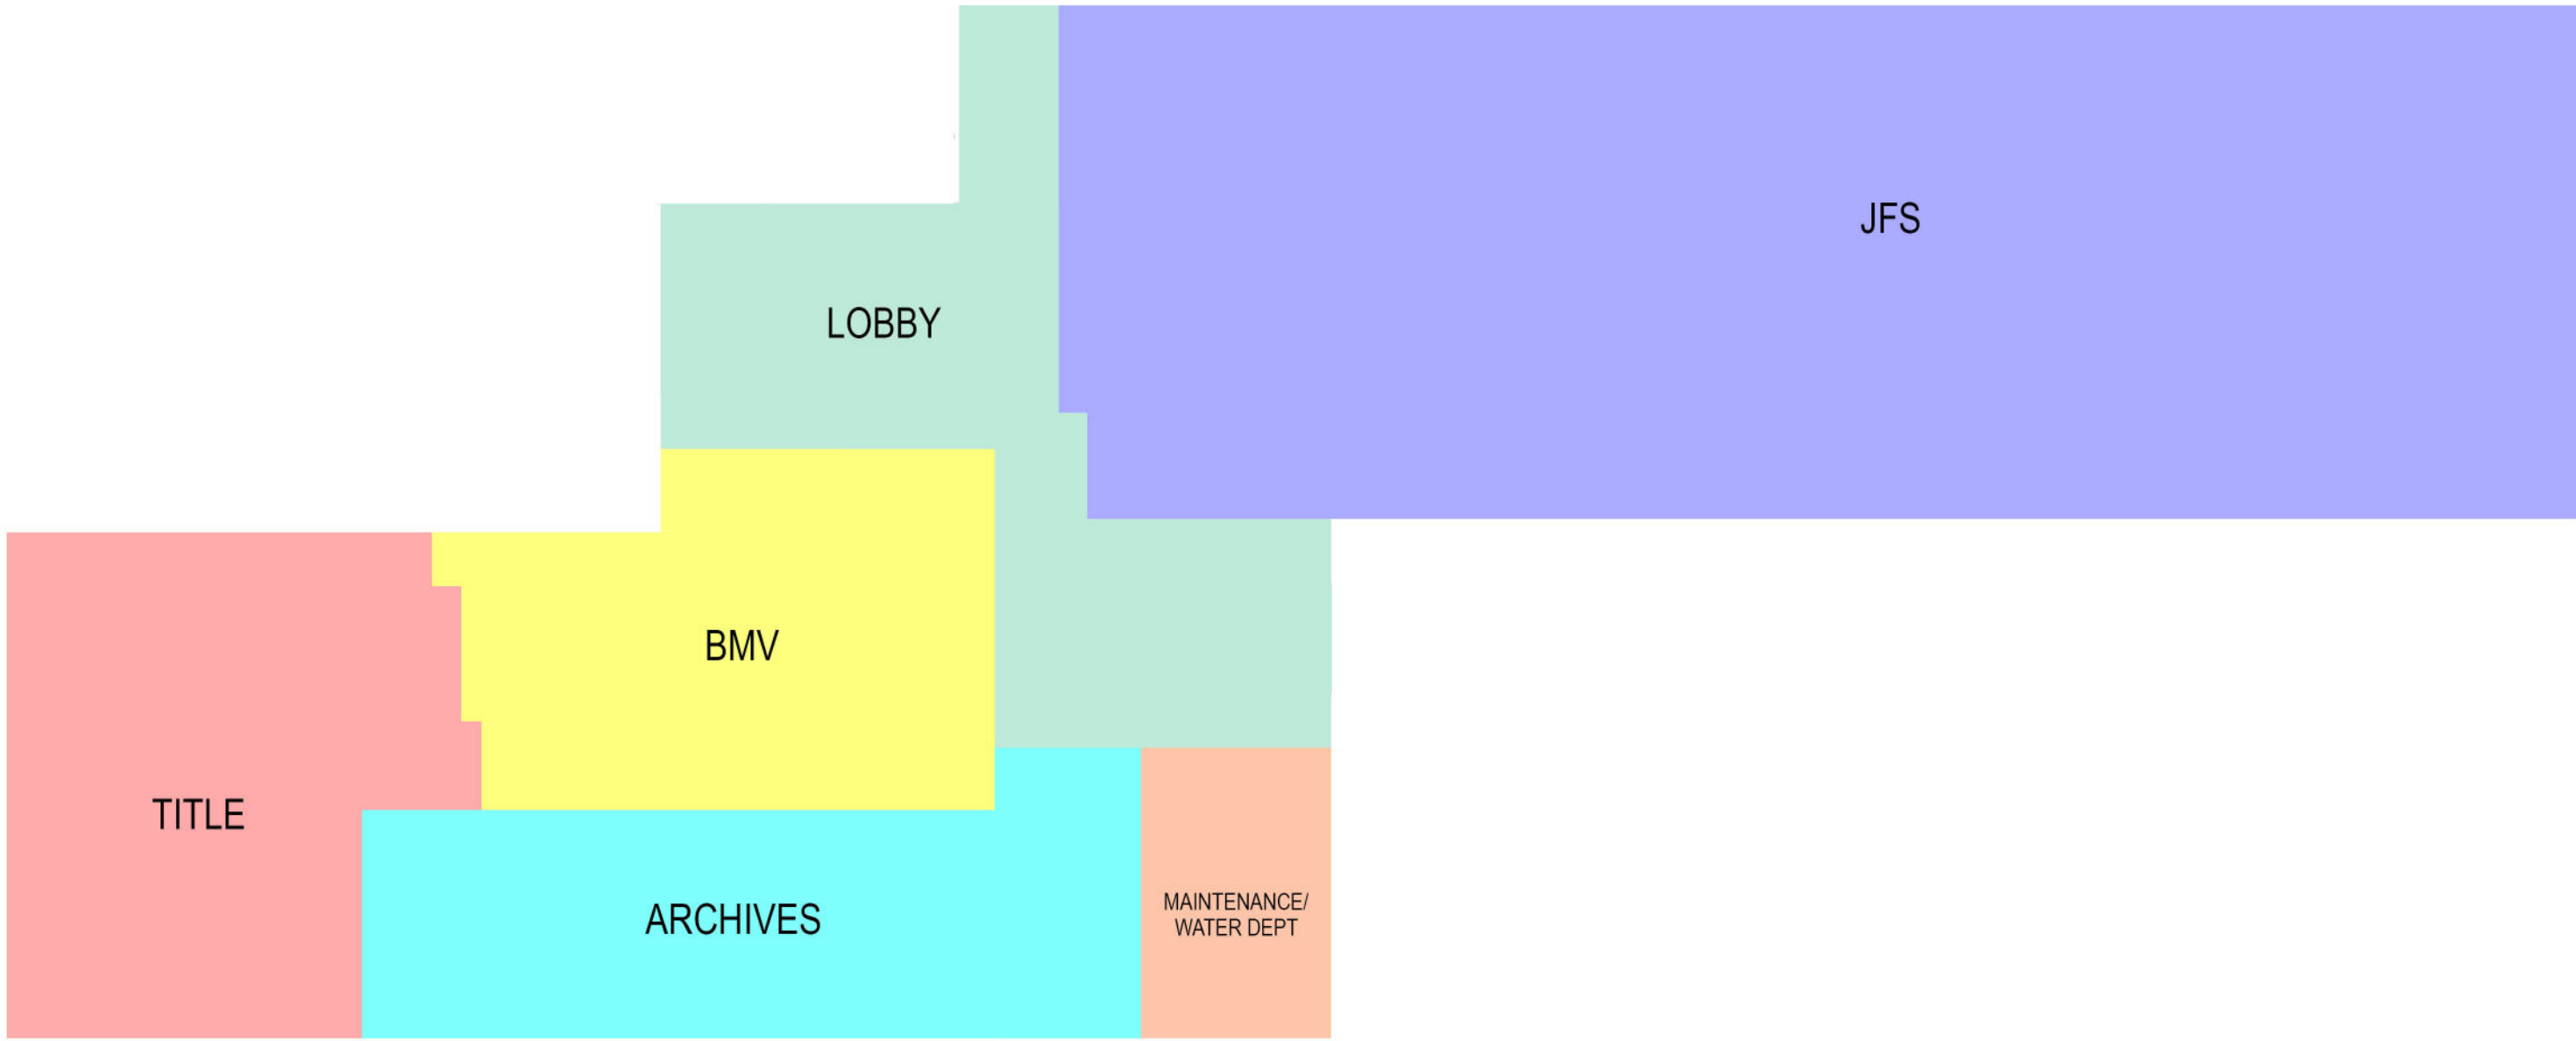 JFS
LOBBY
BMV
TITLE
ARCHIVES
MAINTENANCE/
WATER DEPT